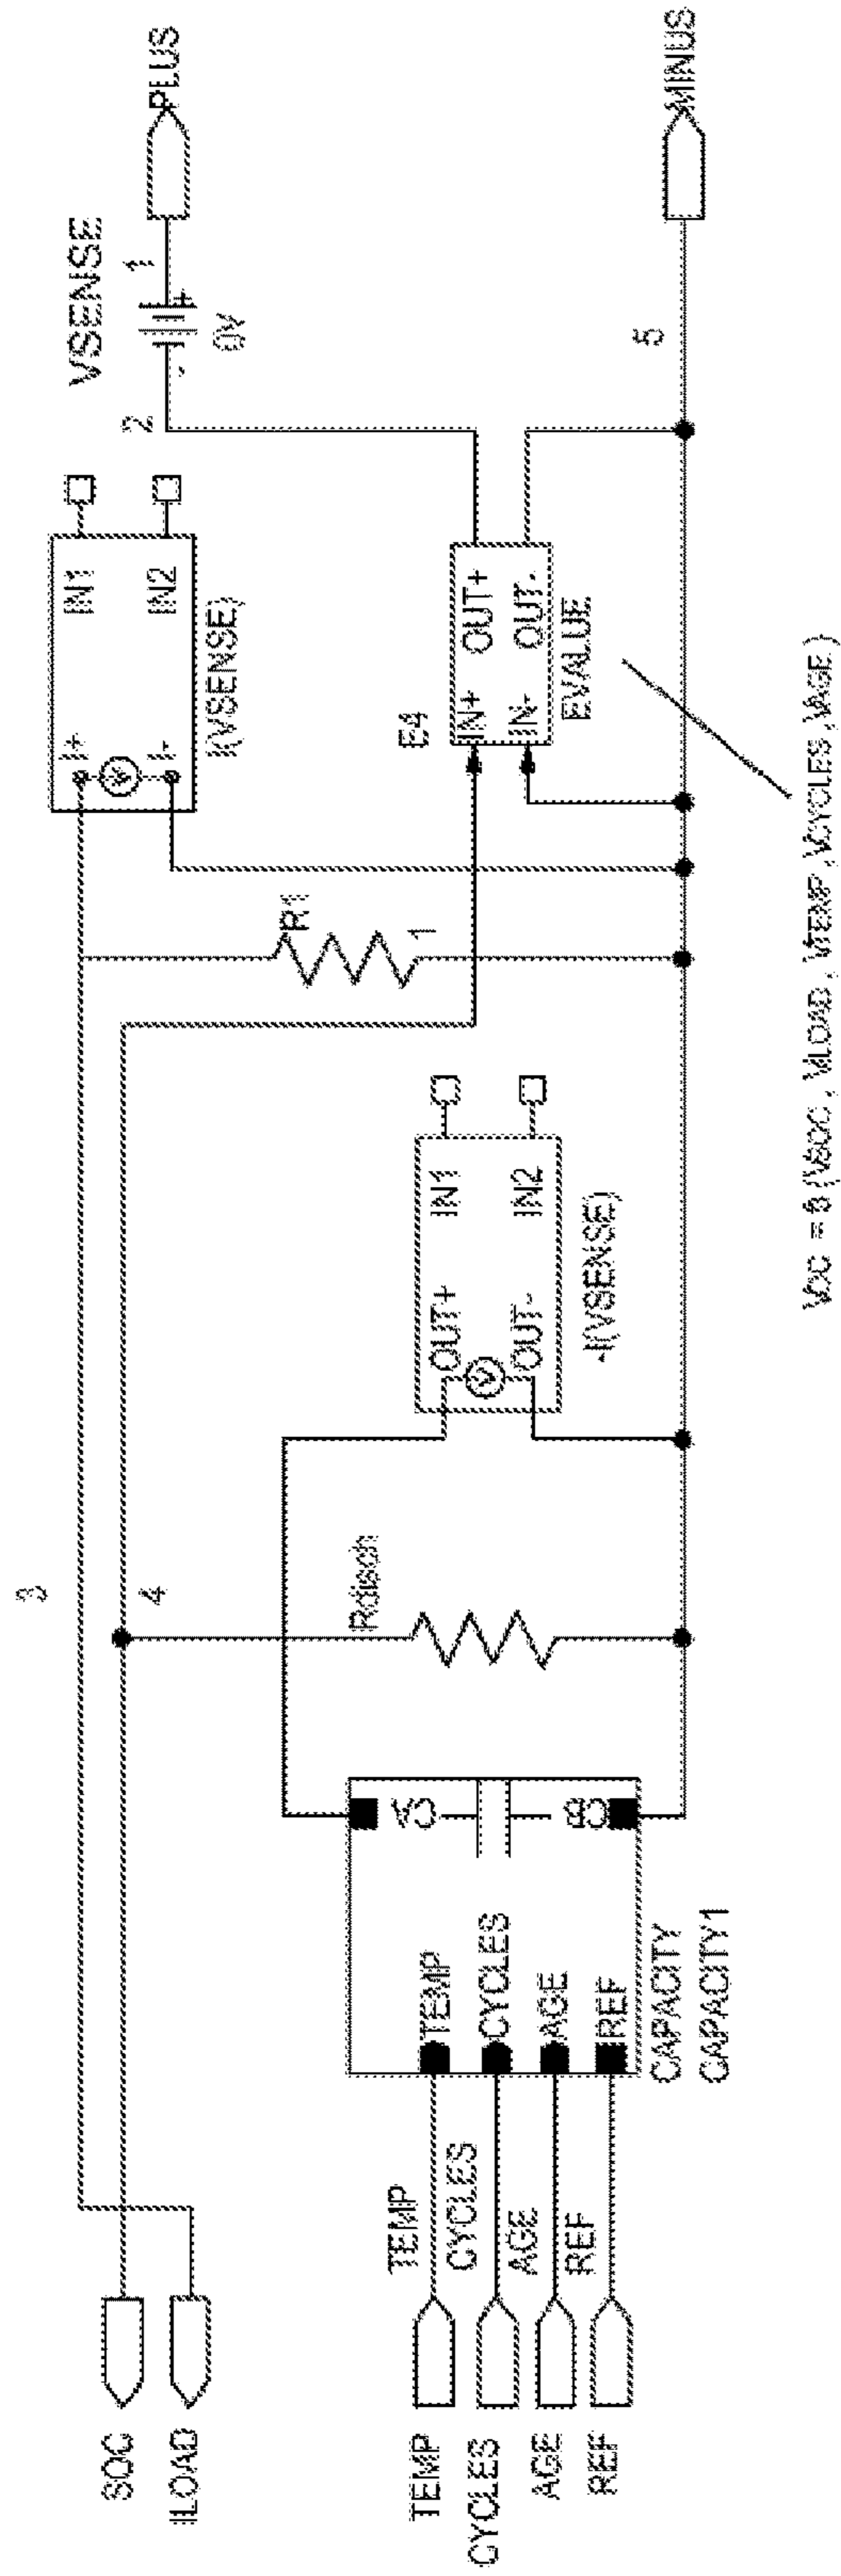 PLUS
MINUS
VSENSE
1
+
-
0V
2
5
IN1
IN2
I+
I-
I(VSENSE)
E4
IN+ OUT+
IN- OUT-
EVALUE
R1
1
IN1
IN2
OUT+
OUT-
-I(VSENSE)
3
4
Rdisch
CA
CB
TEMP
CYCLES
AGE
REF
CAPACITY
CAPACITY1
TEMP
CYCLES
AGE
REF
SOC
ILOAD
TEMP
CYCLES
AGE
REF